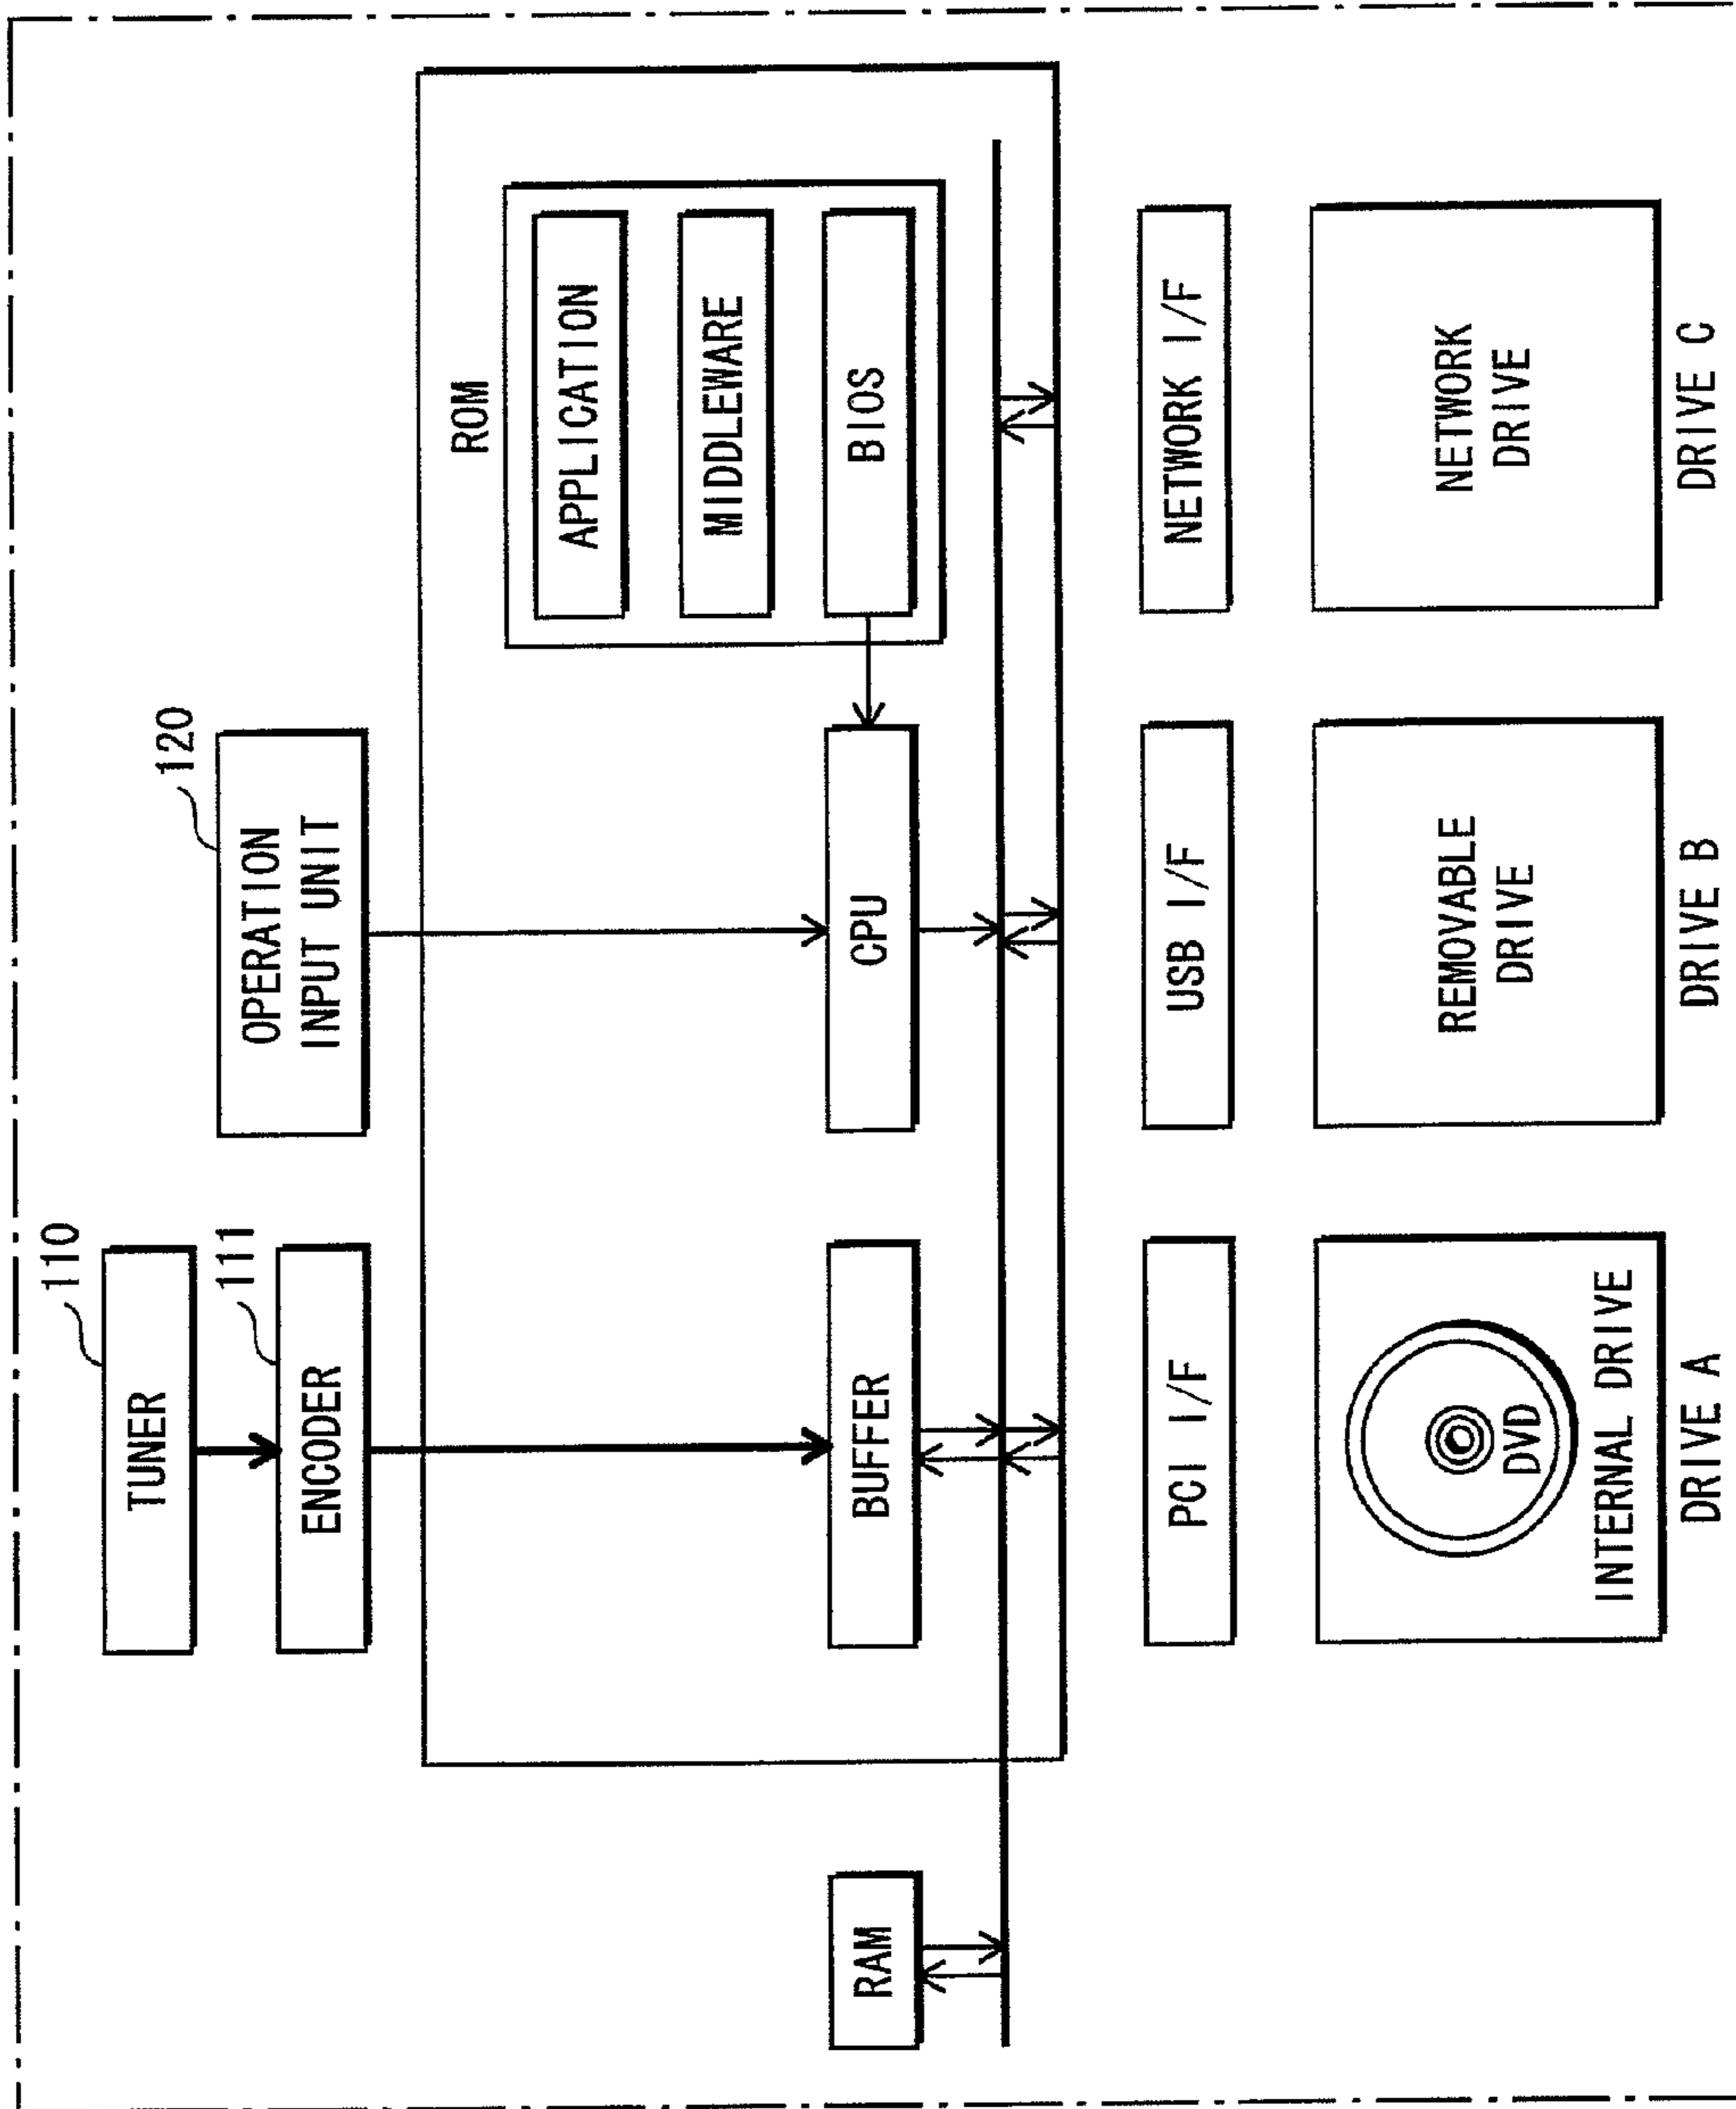 110
TUNER
111
ENCODER
120
OPERATION
INPUT UNIT
ROM
APPLICATION
MIDDLEWARE
BIOS
RAM
BUFFER
CPU
PCI I/F
USB I/F
NETWORK I/F
DVD
INTERNAL DRIVE
REMOVABLE
DRIVE
NETWORK
DRIVE
DRIVE A
DRIVE B
DRIVE C